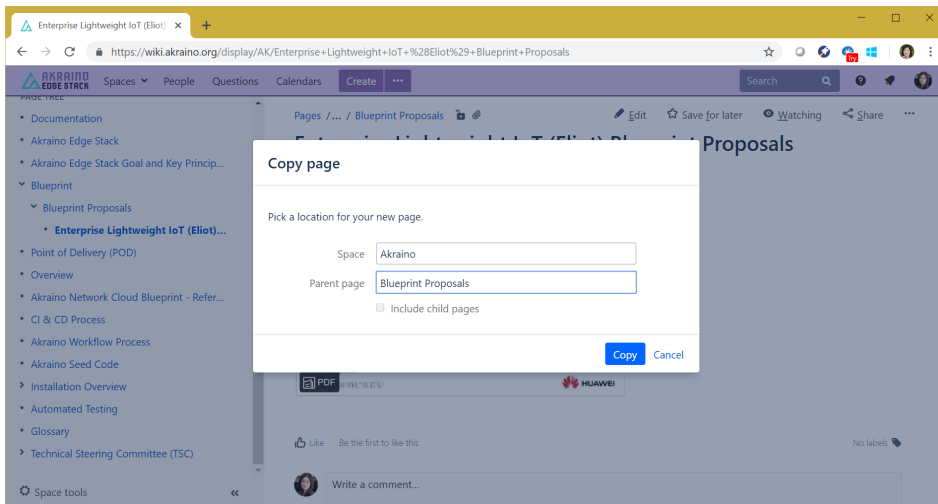 Enterprise Lightweight IoT (Eliot)
https://wiki.akraino.org/display/AK/Enterprise+Lightweight+IoT+%28Eliot%29+Blueprint+Proposals
Try
AKRAINO
EDGE STACK
Spaces
People
Questions
Calendars
Create
Search
PAGE TREE
Documentation
Akraino Edge Stack
Akraino Edge Stack Goal and Key Princip...
Blueprint
Blueprint Proposals
Enterprise Lightweight IoT (Eliot)...
Point of Delivery (POD)
Overview
Akraino Network Cloud Blueprint - Refer...
CI & CD Process
Akraino Workflow Process
Akraino Seed Code
Installation Overview
Automated Testing
Glossary
Technical Steering Committee (TSC)
Space tools
Pages /... / Blueprint Proposals
Edit
Save for later
Watching
Share
Enterprise Lightweight IoT (Eliot) Blueprint Proposals
Copy page
Pick a location for your new page.
Space Akraino
Parent page Blueprint Proposals
Include child pages
Copy Cancel
PDF
HUAWEI
Like Be the first to like this
No labels
Write a comment...